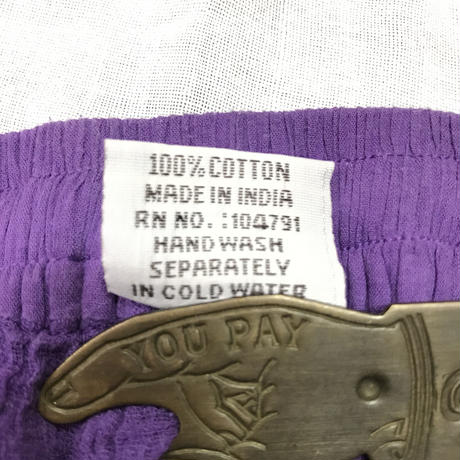 100% COTTON
MADE IN INDIA
RN NO. : 104791
HAND WASH
SEPARATELY
IN COLD WATER
YOU PAY